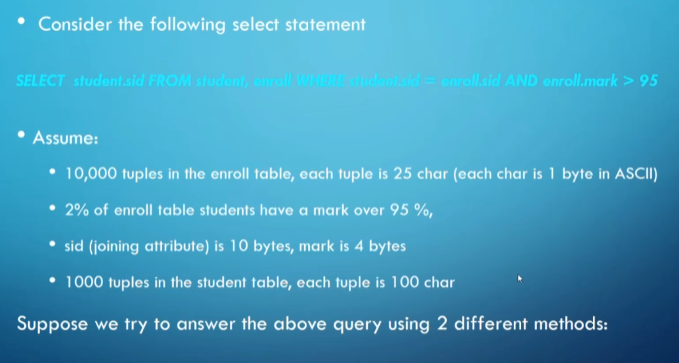 • Consider the following select statement
SELECT student.sid FROM student, enroll WHERE student.sid = enroll.sid AND enroll.mark > 95
• Assume:
• 10,000 tuples in the enroll table, each tuple is 25 char (each char is 1 byte in ASCII)
• 2% of enroll table students have a mark over 95 %,
• sid (joining attribute) is 10 bytes, mark is 4 bytes
• 1000 tuples in the student table, each tuple is 100 char
Suppose we try to answer the above query using 2 different methods: